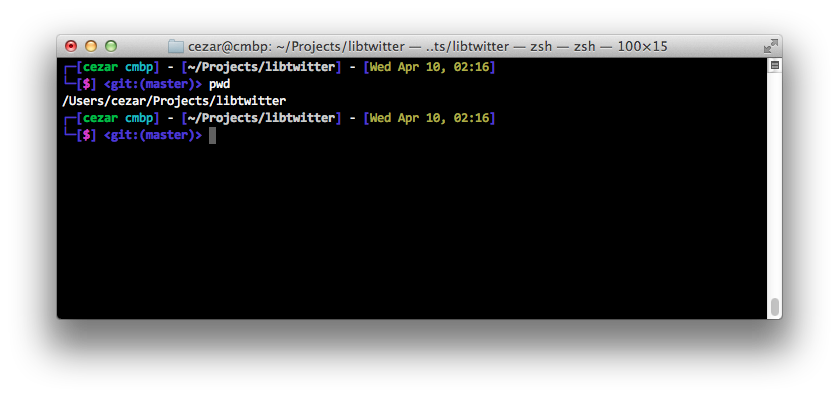 cezar@cmbp: ~/Projects/libtwitter — ..ts/libtwitter — zsh — zsh — 100×15
┌─[cezar cmbp] - [~/Projects/libtwitter] - [Wed Apr 10, 02:16]
└─[$] <git:(master)> pwd
/Users/cezar/Projects/libtwitter
┌─[cezar cmbp] - [~/Projects/libtwitter] - [Wed Apr 10, 02:16]
└─[$] <git:(master)>